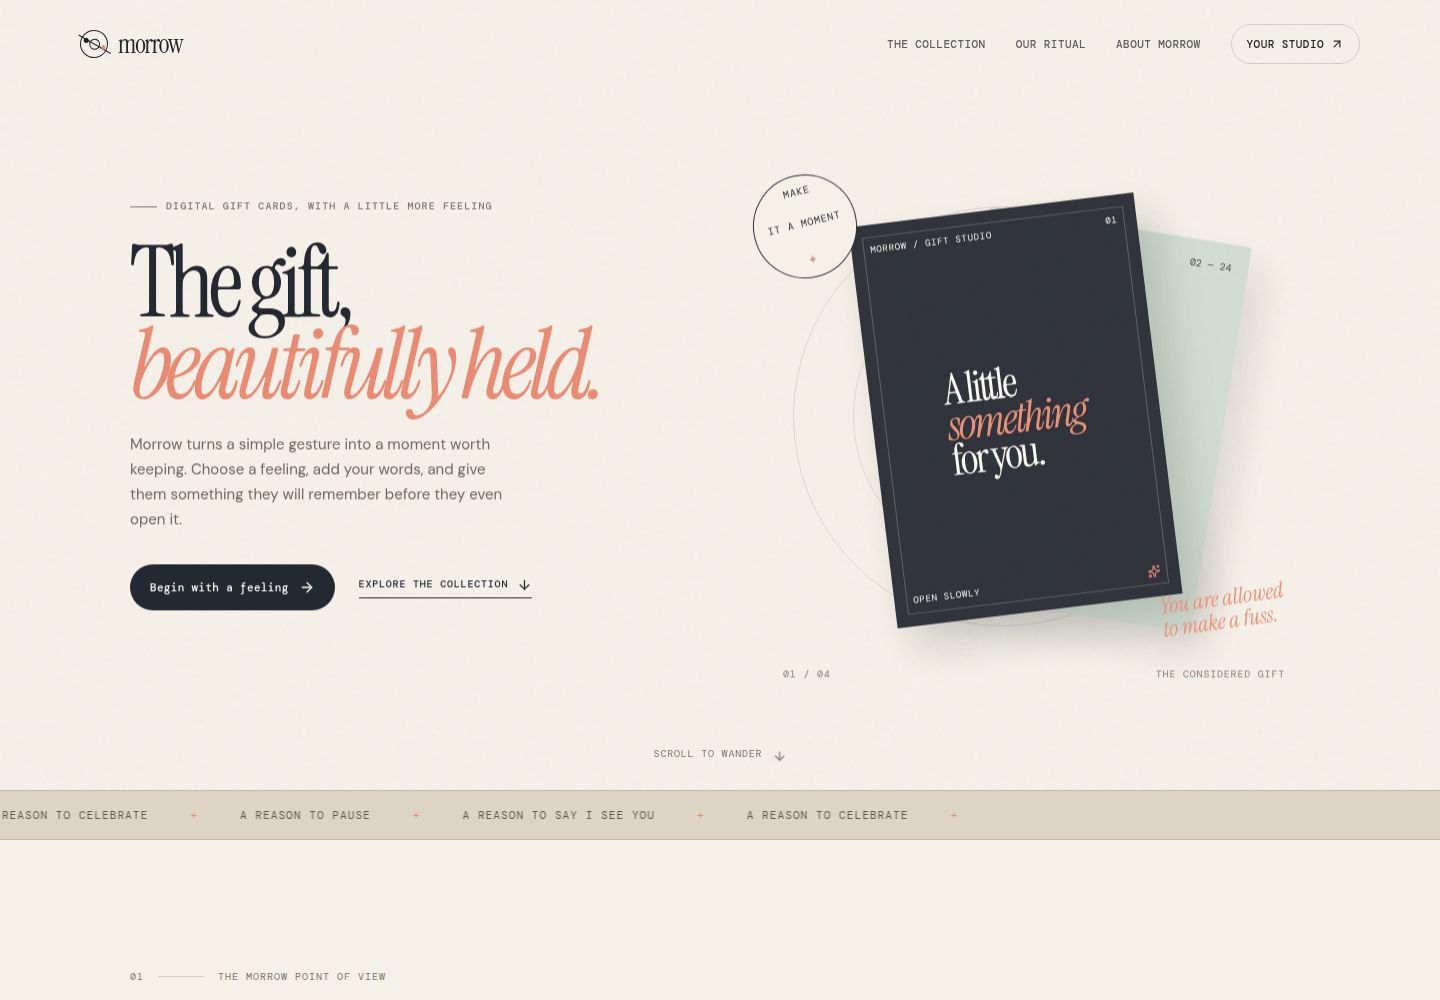 morrow
THE COLLECTION
OUR RITUAL
ABOUT MORROW
YOUR STUDIO
DIGITAL GIFT CARDS, WITH A LITTLE MORE FEELING
The gift,
beautifully held.
Morrow turns a simple gesture into a moment worth
keeping. Choose a feeling, add your words, and give
them something they will remember before they even
open it.
Begin with a feeling
EXPLORE THE COLLECTION
MAKE
IT A MOMENT
MORROW / GIFT STUDIO
01
02 — 24
A little
something
for you.
OPEN SLOWLY
You are allowed
to make a fuss.
01 / 04
THE CONSIDERED GIFT
SCROLL TO WANDER
REASON TO CELEBRATE + A REASON TO PAUSE + A REASON TO SAY I SEE YOU + A REASON TO CELEBRATE +
01
THE MORROW POINT OF VIEW